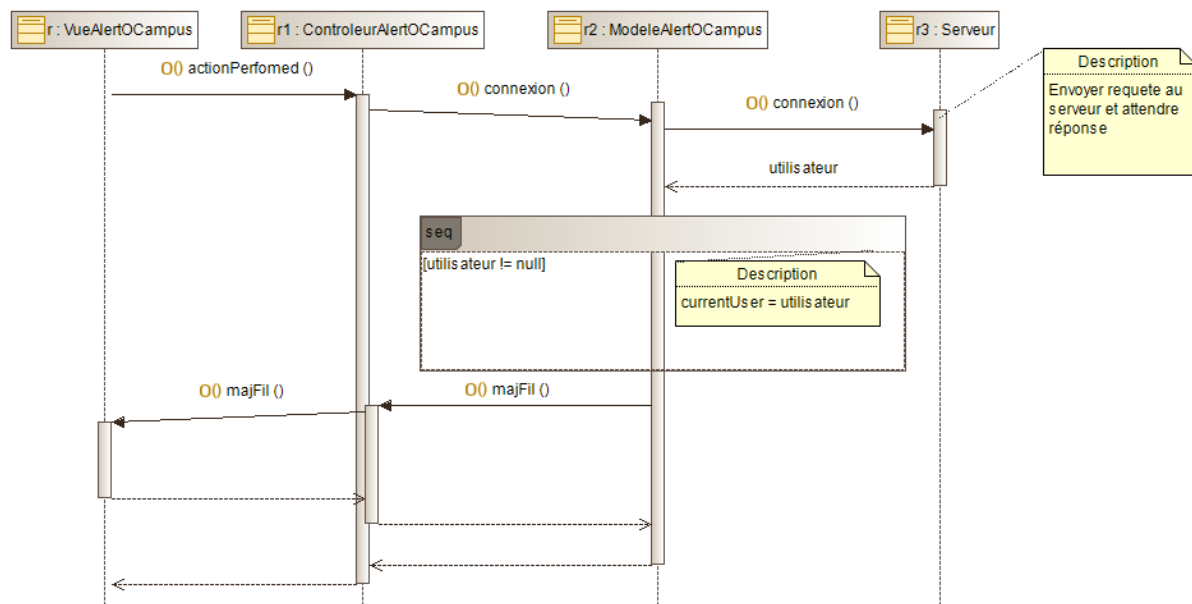 r : VueAlertOCampus
r1 : ControleurAlertOCampus
r2 : ModeleAlertOCampus
r3 : Serveur
O() actionPerfomed ()
O() connexion ()
O() connexion ()
Description
Envoyer requete au
serveur et attendre
réponse
utilisateur
seq
[utilisateur != null]
Description
currentUser = utilisateur
O() majFil ()
O() majFil ()